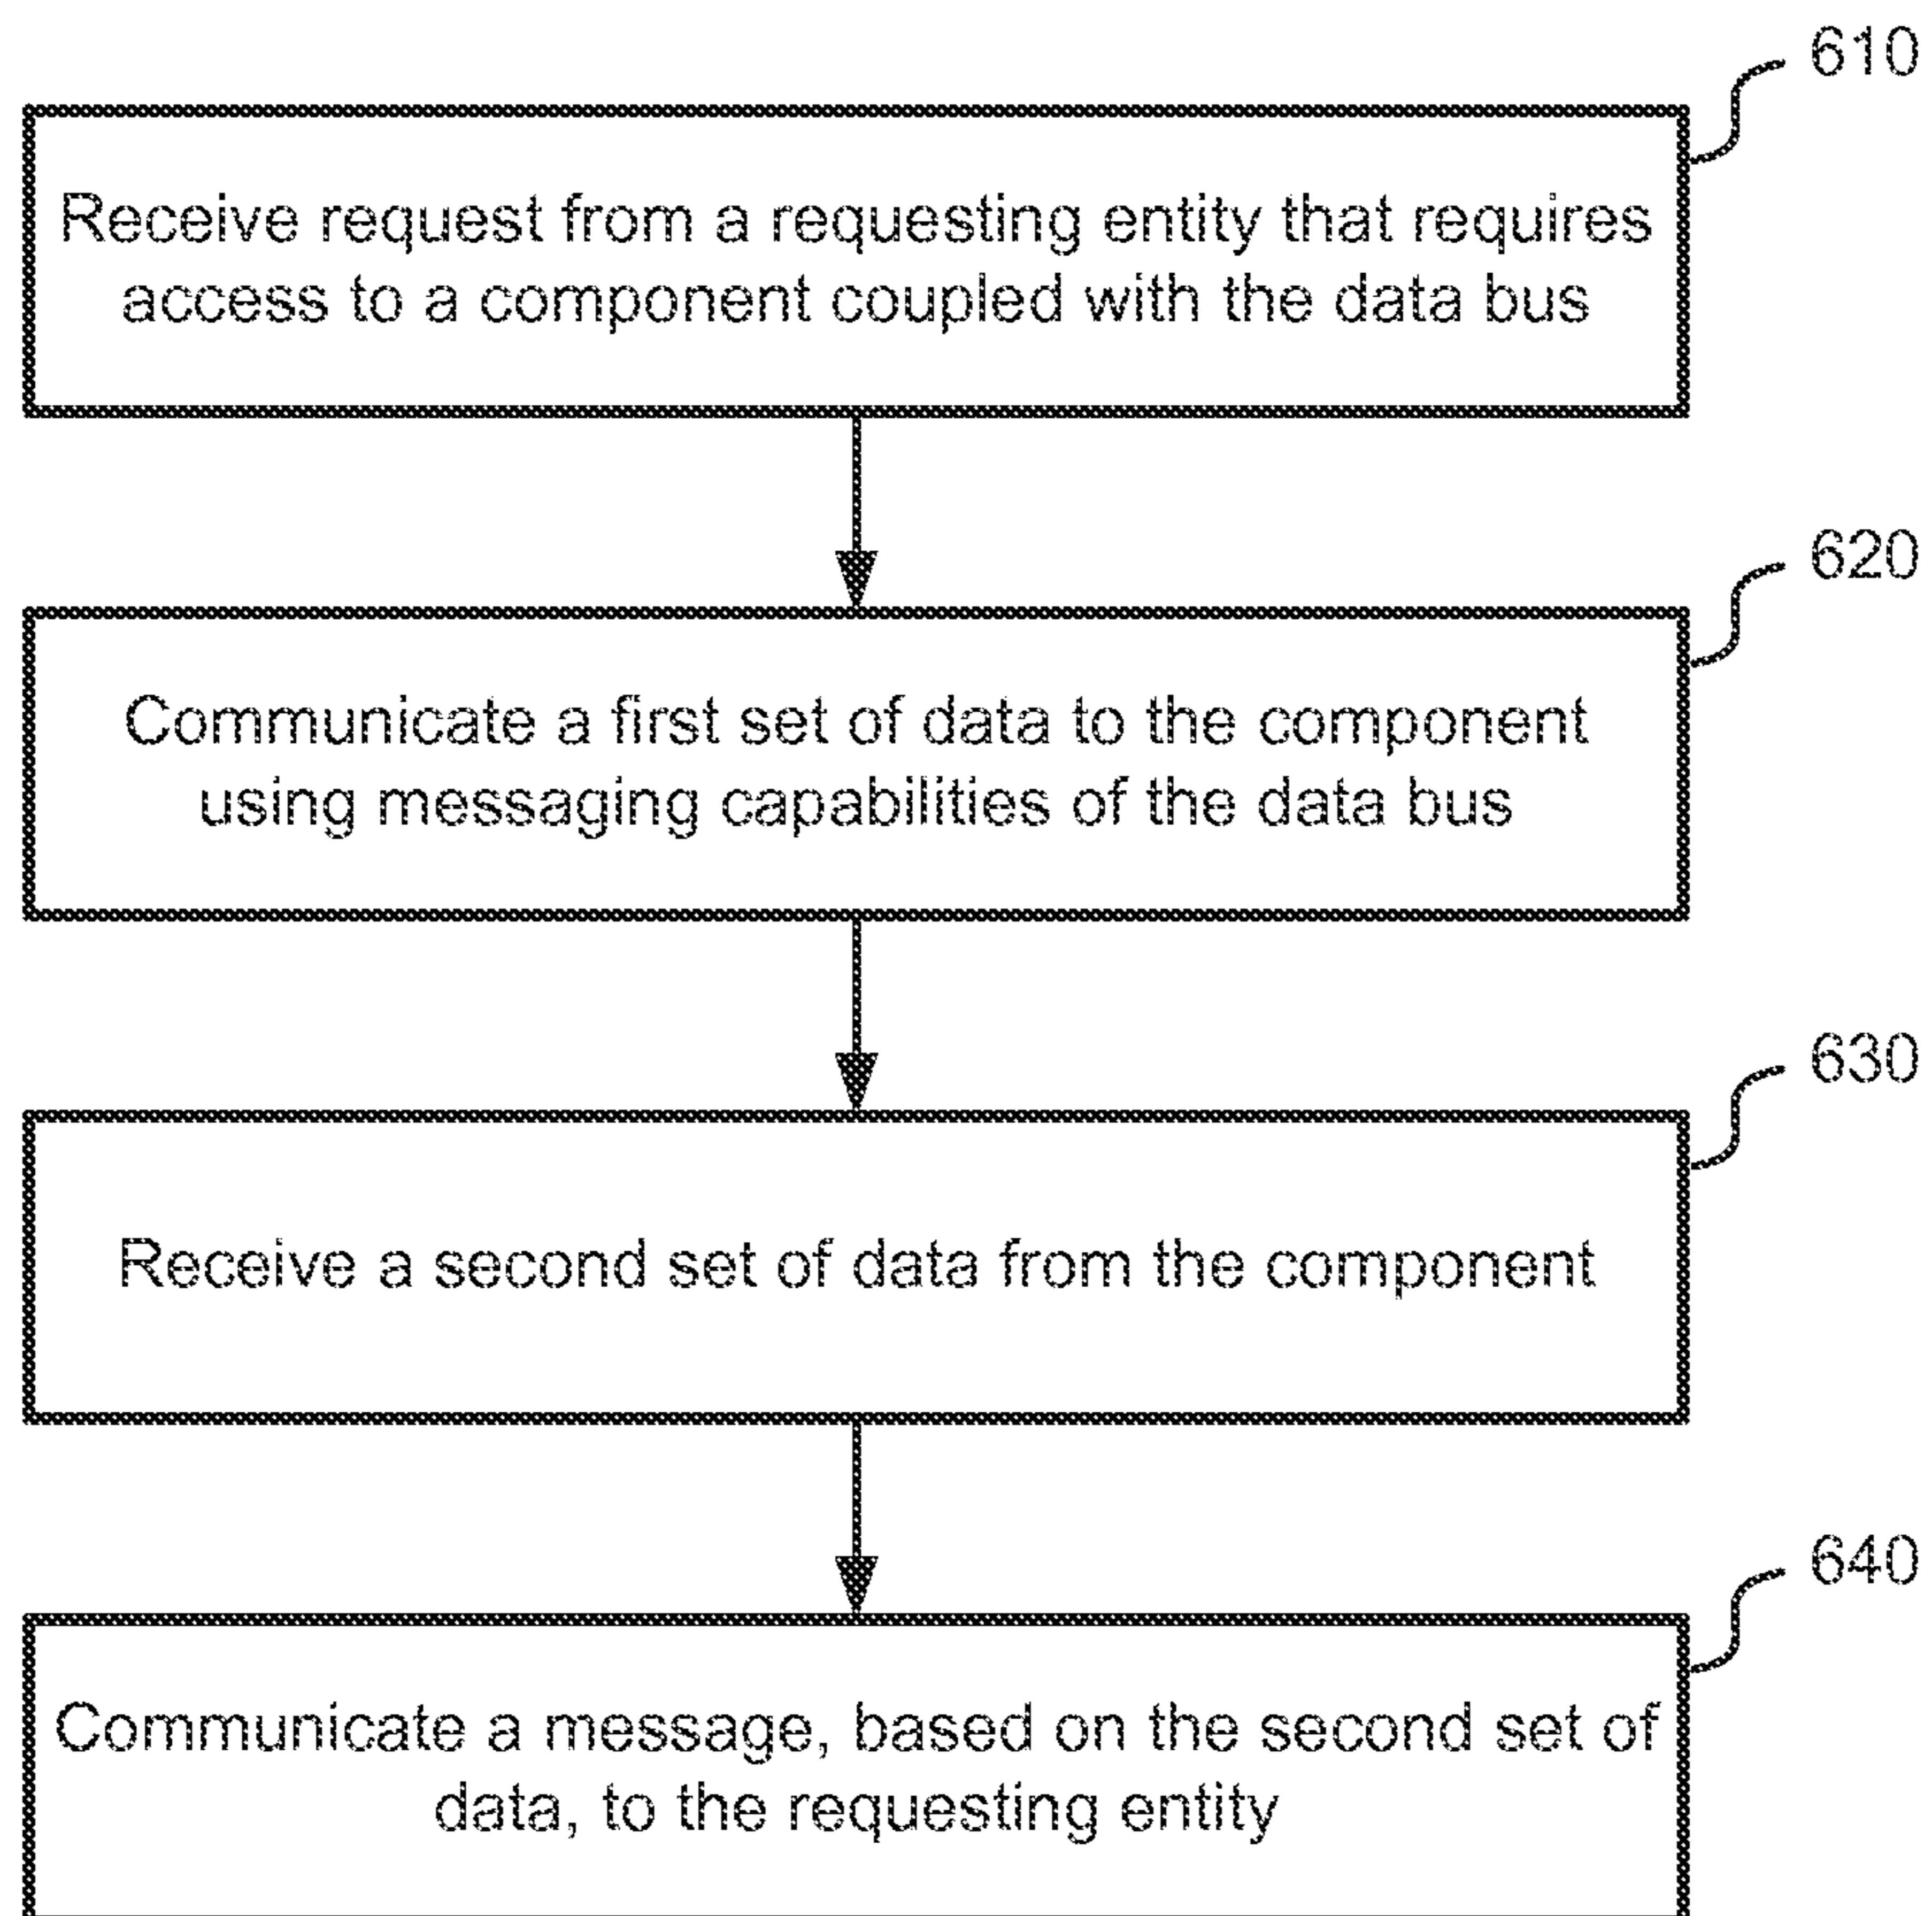 610
Receive request from a requesting entity that requires
access to a component coupled with the data bus
620
Communicate a first set of data to the component
using messaging capabilities of the data bus
630
Receive a second set of data from the component
640
Communicate a message, based on the second set of
data, to the requesting entity